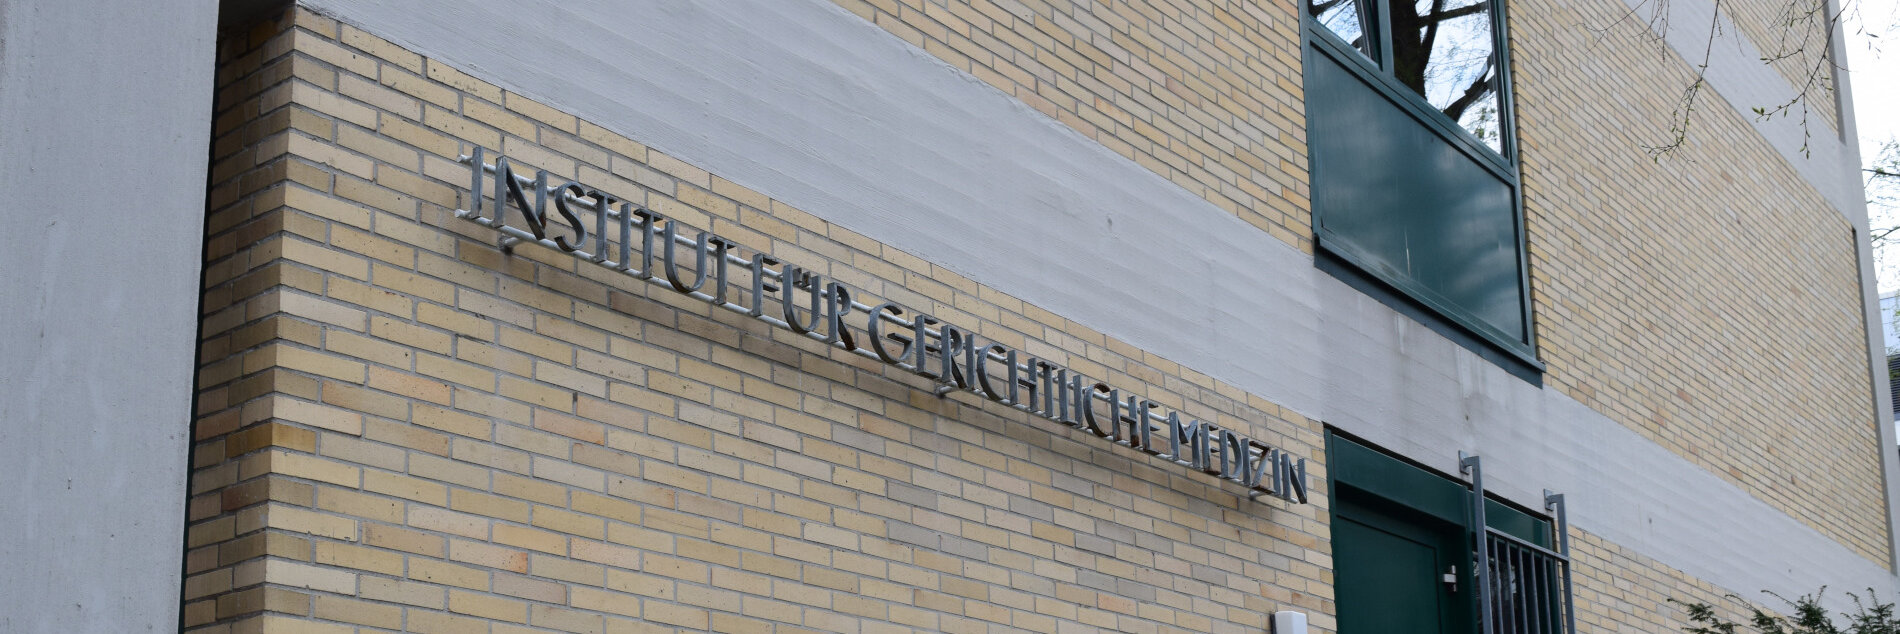 INSTITUT FÜR GERICHTLICHE MEDIZIN